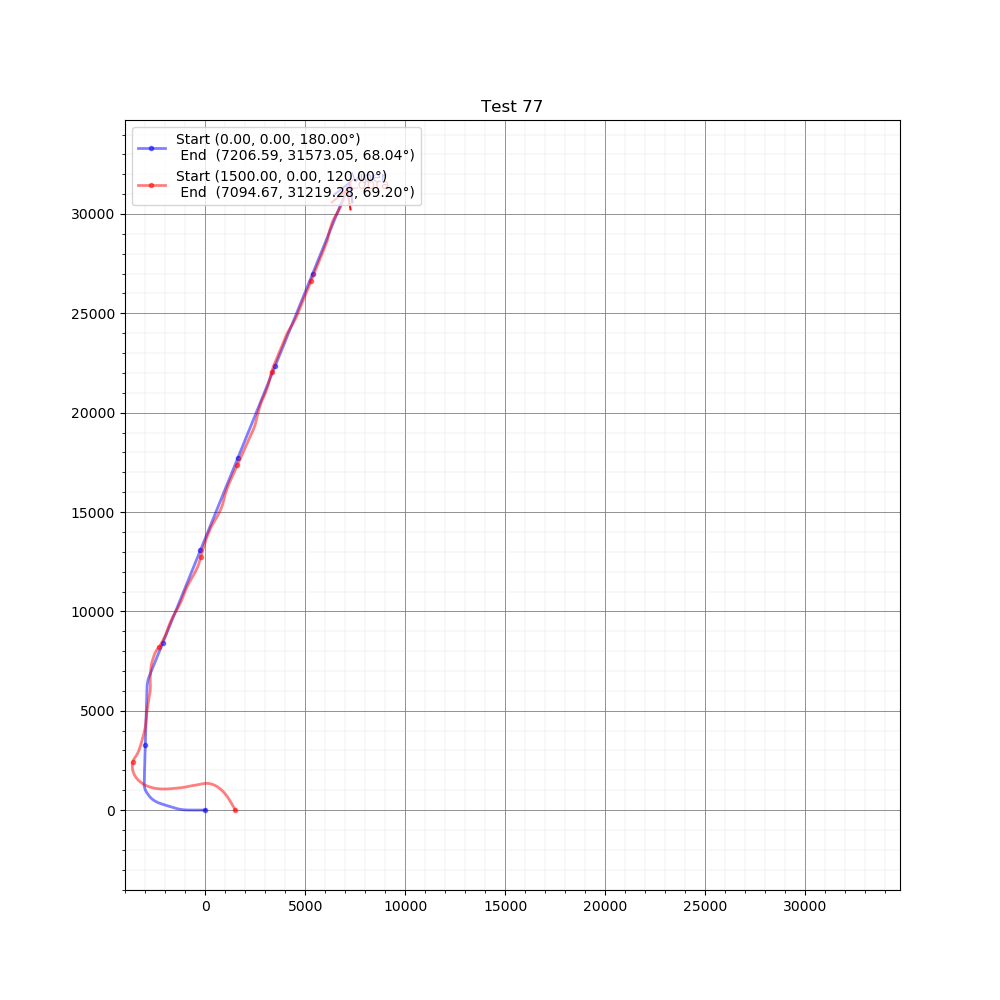 Test 77
Start (0.00, 0.00, 180.00°)
End (7206.59, 31573.05, 68.04°)
Start (1500.00, 0.00, 120.00°)
End (7094.67, 31219.28, 69.20°)
30000
25000
20000
15000
10000
5000
0
0 5000 10000 15000 20000 25000 30000